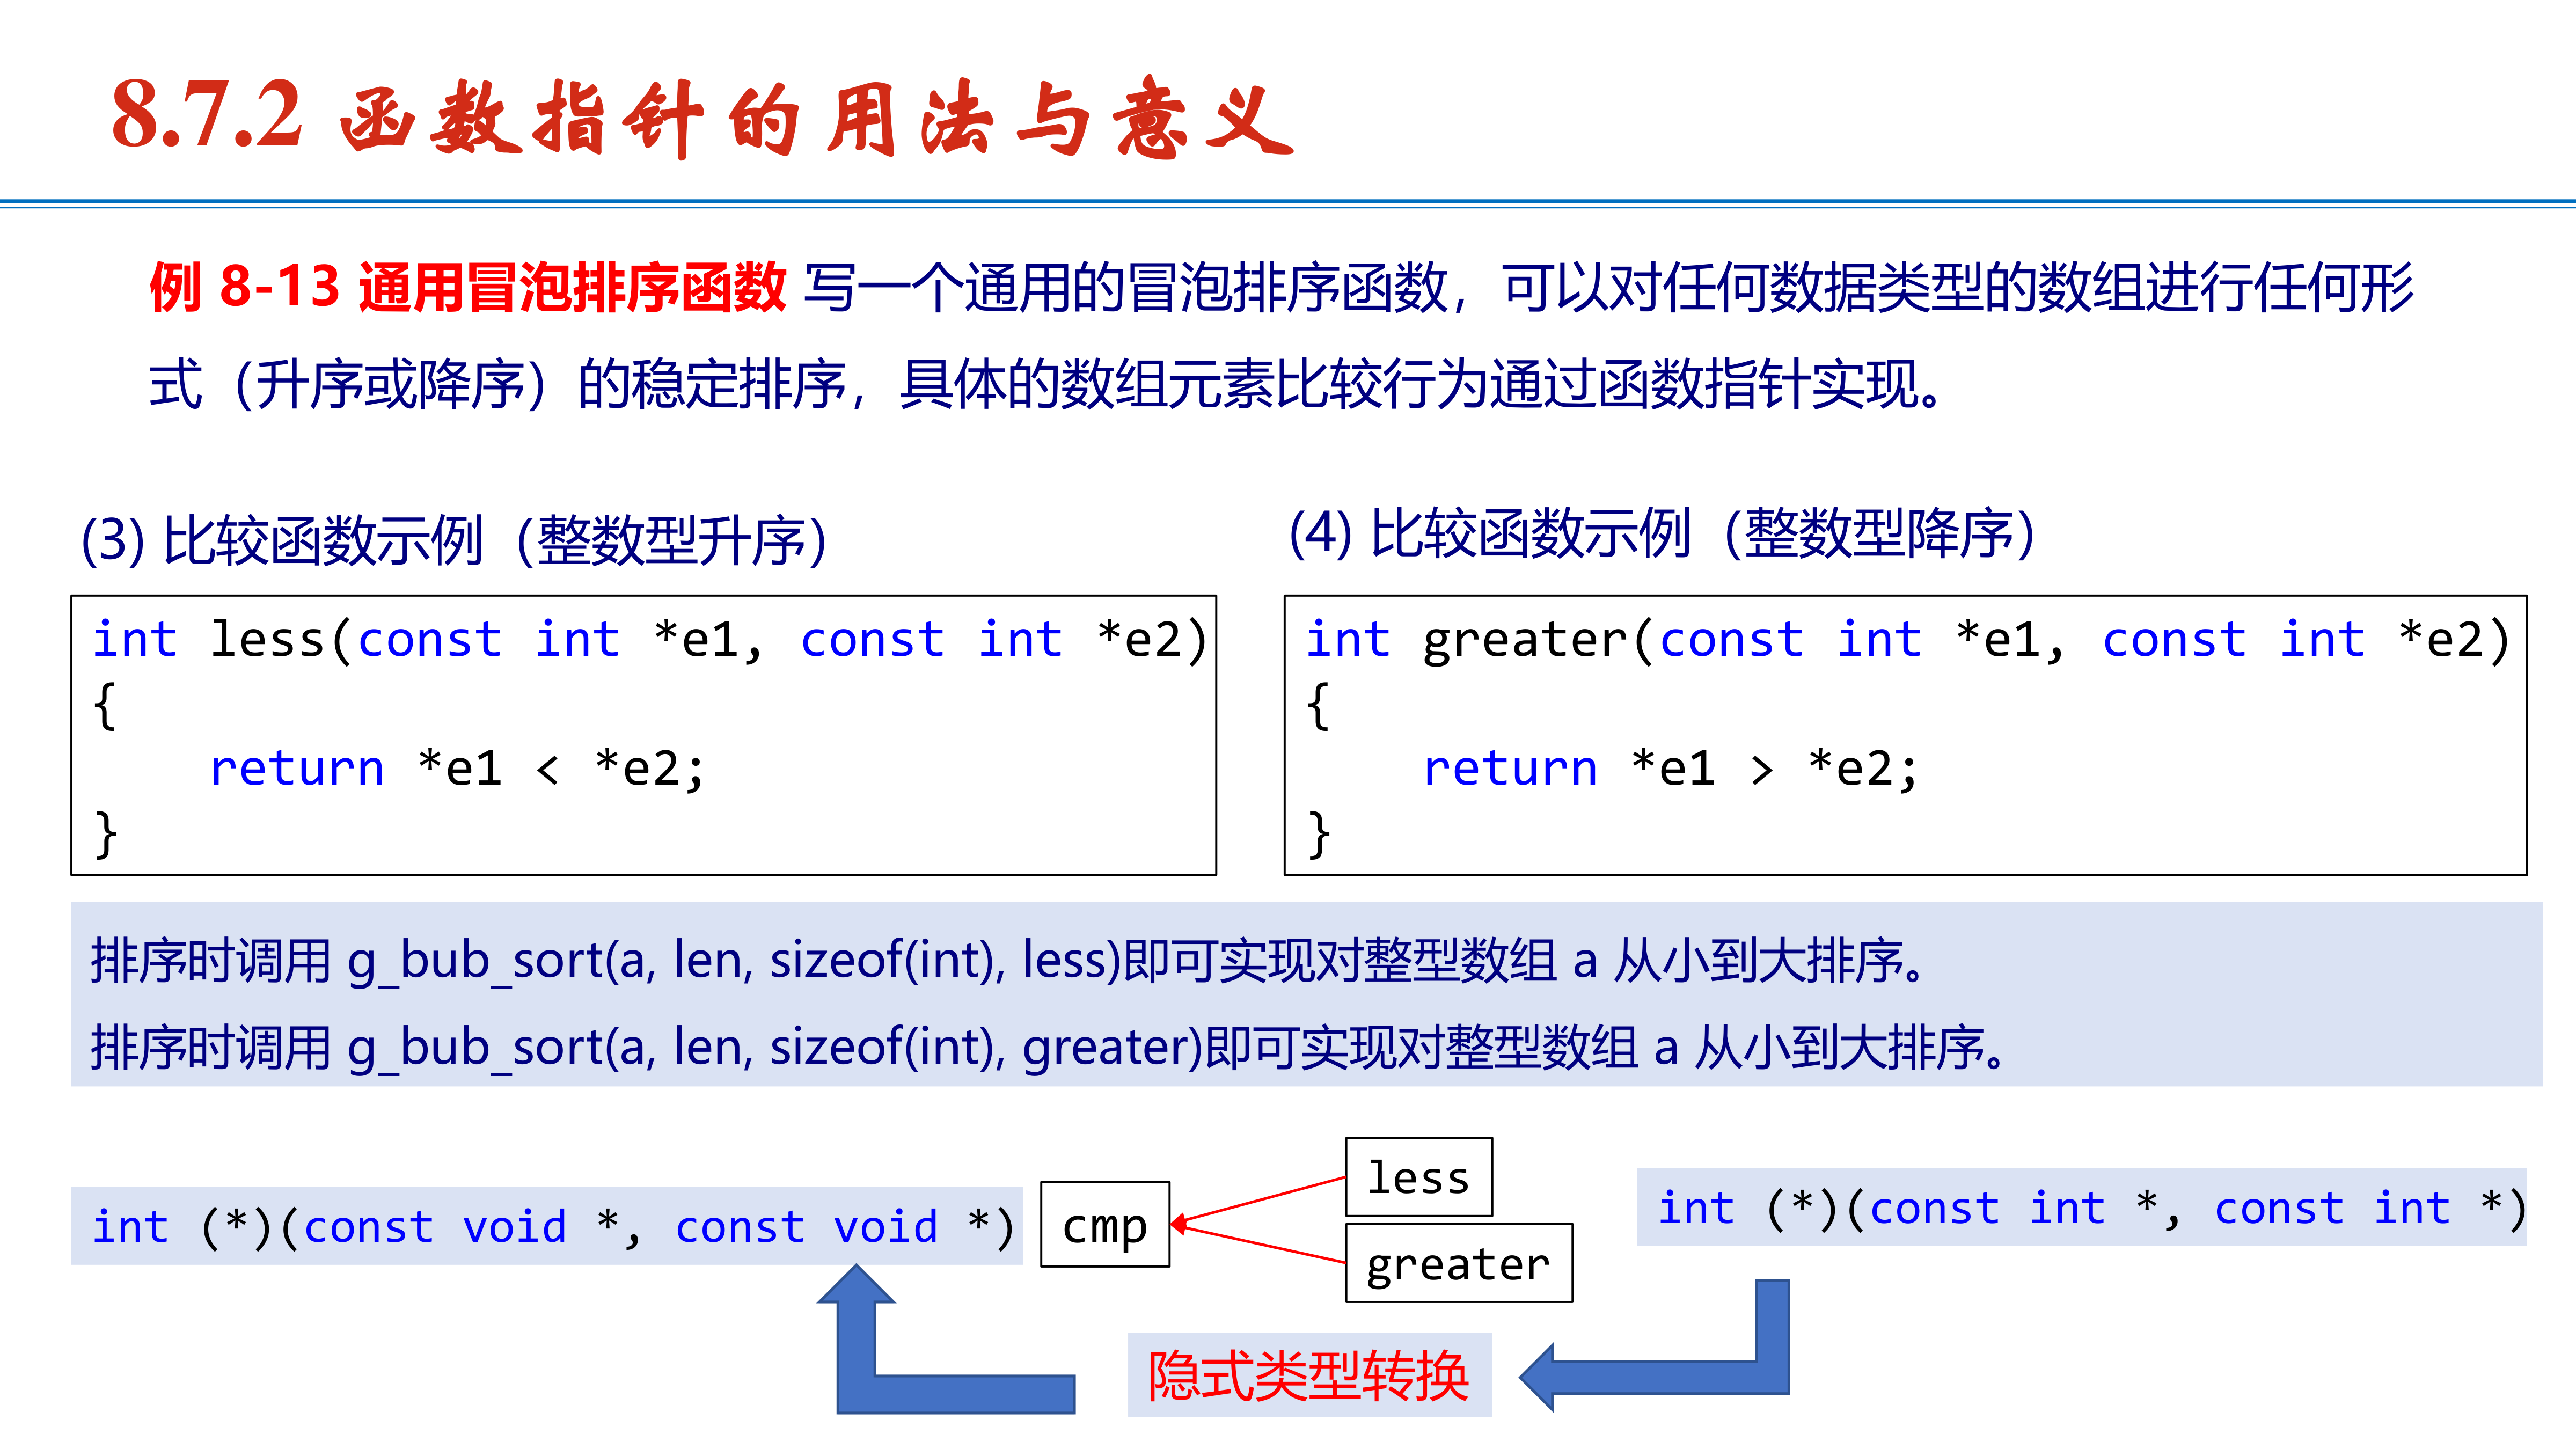 8.7.2 函数指针的用法与意义
例 8-13 通用冒泡排序函数 写一个通用的冒泡排序函数，可以对任何数据类型的数组进行任何形
式（升序或降序）的稳定排序，具体的数组元素比较行为通过函数指针实现。
(3) 比较函数示例（整数型升序）
int less(const int *e1, const int *e2)
{
    return *e1 < *e2;
}
(4) 比较函数示例（整数型降序）
int greater(const int *e1, const int *e2)
{
    return *e1 > *e2;
}
排序时调用 g_bub_sort(a, len, sizeof(int), less)即可实现对整型数组 a 从小到大排序。
排序时调用 g_bub_sort(a, len, sizeof(int), greater)即可实现对整型数组 a 从小到大排序。
int (*)(const void *, const void *)
cmp
less
greater
int (*)(const int *, const int *)
隐式类型转换